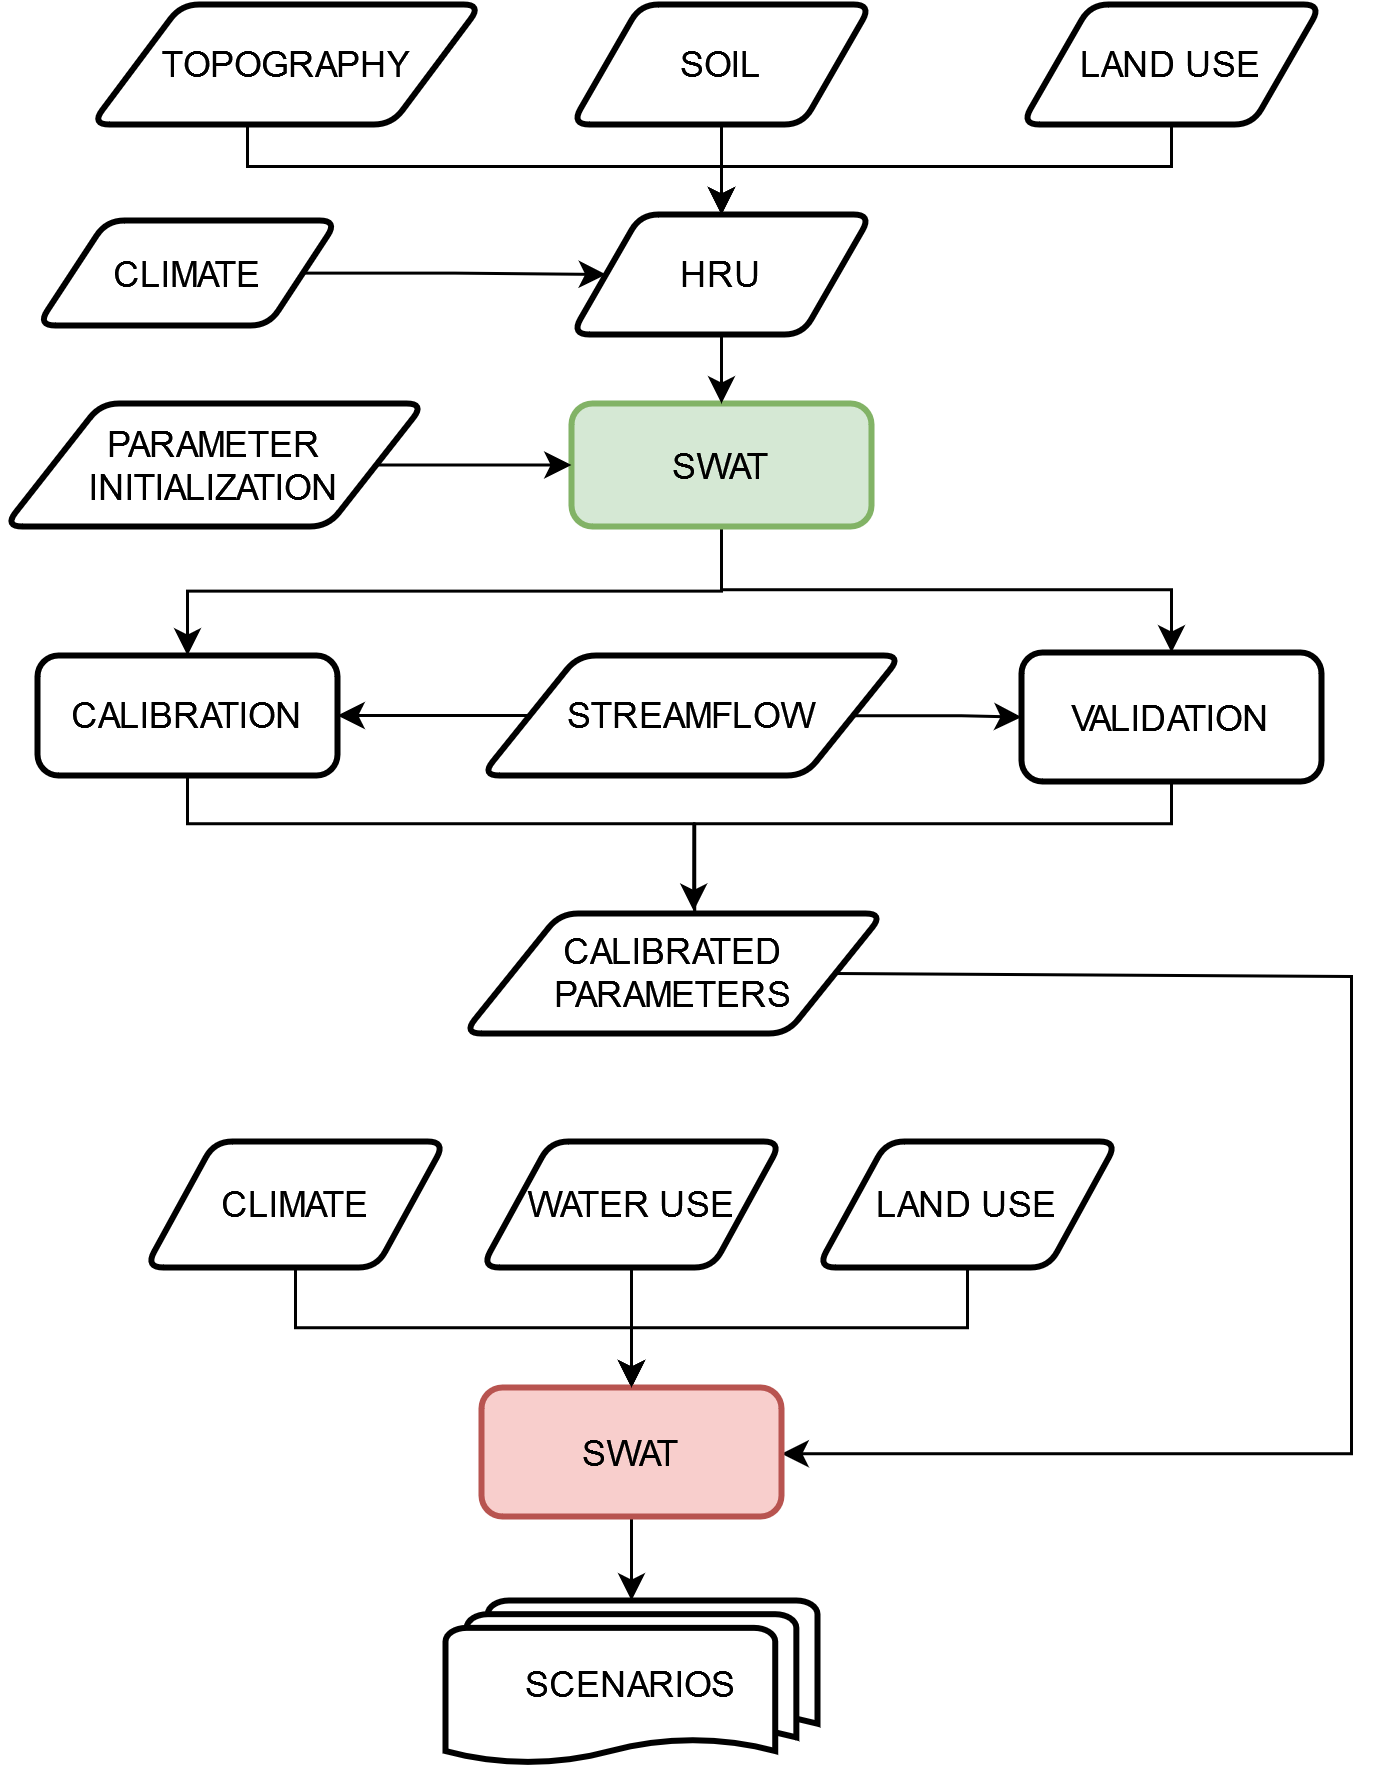 TOPOGRAPHY
SOIL
LAND USE
CLIMATE
HRU
PARAMETER
INITIALIZATION
SWAT
CALIBRATION
STREAMFLOW
VALIDATION
CALIBRATED
PARAMETERS
CLIMATE
WATER USE
LAND USE
SWAT
SCENARIOS